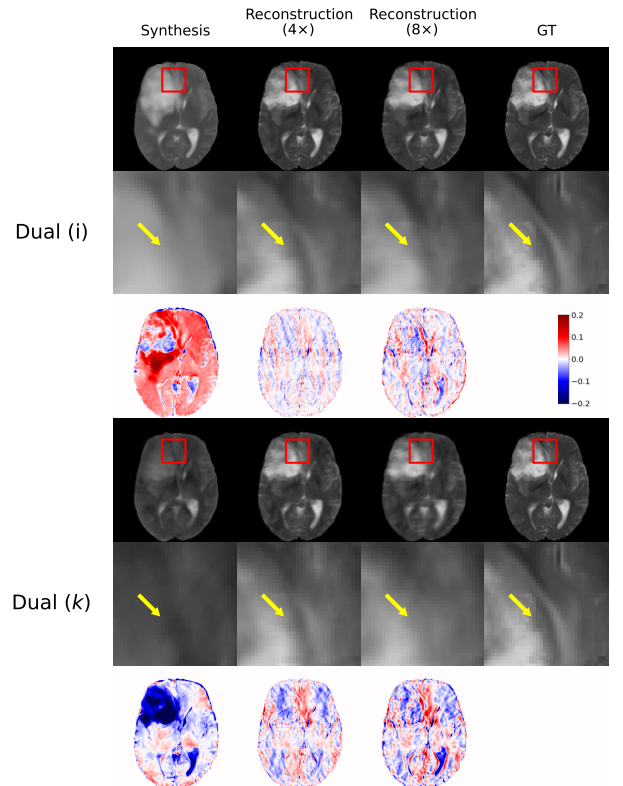 Synthesis
Reconstruction
(4×)
Reconstruction
(8×)
GT
Dual (i)
0.2
0.1
0.0
−0.1
−0.2
Dual (k)